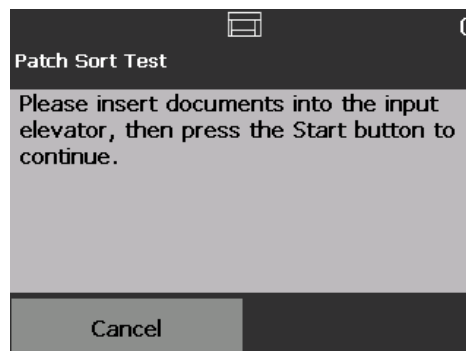 Patch Sort Test
Please insert documents into the input
elevator, then press the Start button to
continue.
Cancel